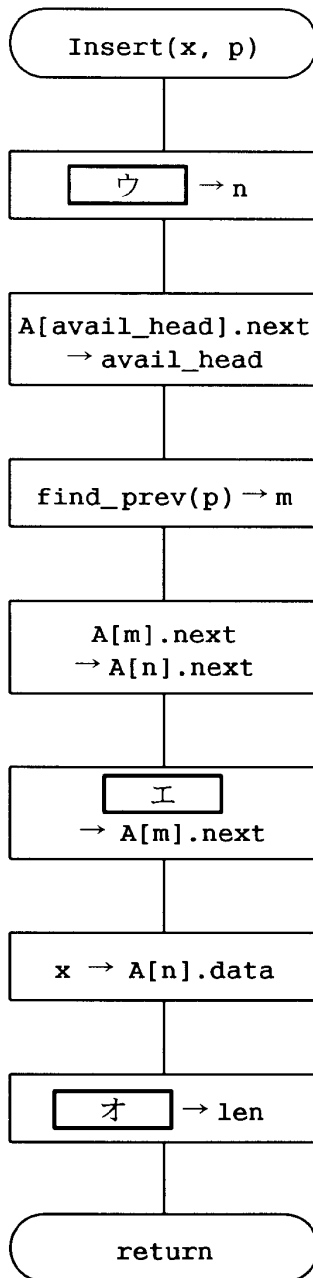 Insert(x, p)
ウ → n
A[avail_head].next
→ avail_head
find_prev(p) → m
A[m].next
→ A[n].next
エ
→ A[m].next
x → A[n].data
オ → len
return